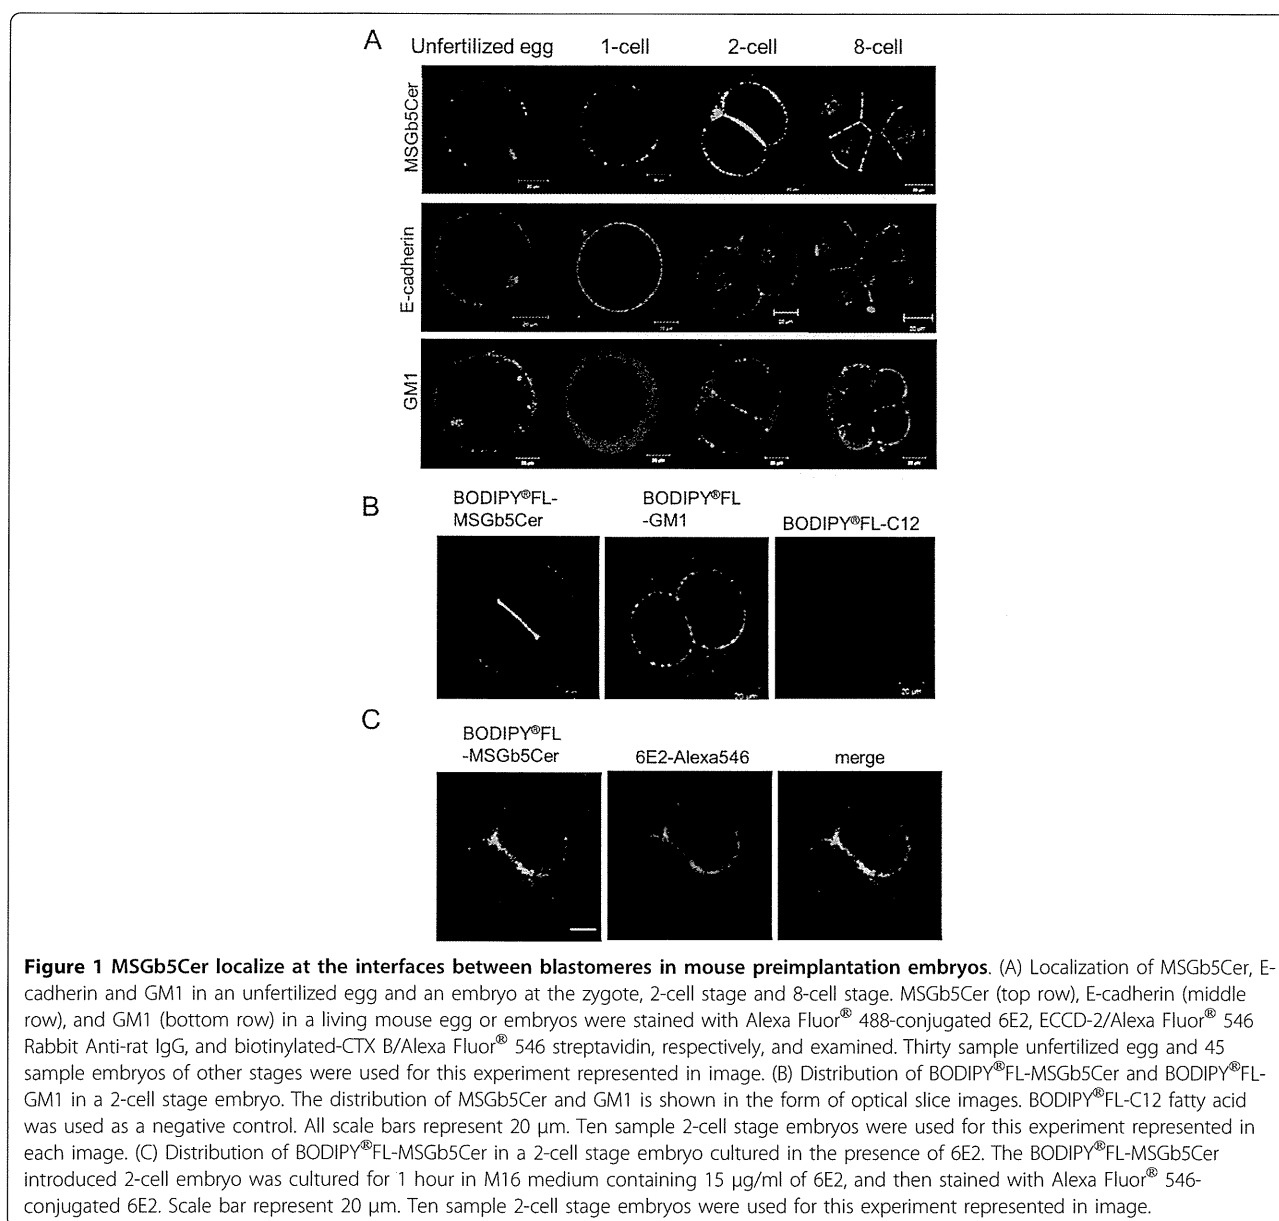 A
Unfertilized egg 1-cell 2-cell 8-cell
MSGb5Cer
E-cadherin
GM1
B
BODIPY®FL-
MSGb5Cer
BODIPY®FL
-GM1
BODIPY®FL-C12
20 µm
20 µm
C
BODIPY®FL
-MSGb5Cer
6E2-Alexa546
merge
Figure 1 MSGb5Cer localize at the interfaces between blastomeres in mouse preimplantation embryos. (A) Localization of MSGb5Cer, E-
cadherin and GM1 in an unfertilized egg and an embryo at the zygote, 2-cell stage and 8-cell stage. MSGb5Cer (top row), E-cadherin (middle
row), and GM1 (bottom row) in a living mouse egg or embryos were stained with Alexa Fluor® 488-conjugated 6E2, ECCD-2/Alexa Fluor® 546
Rabbit Anti-rat IgG, and biotinylated-CTX B/Alexa Fluor® 546 streptavidin, respectively, and examined. Thirty sample unfertilized egg and 45
sample embryos of other stages were used for this experiment represented in image. (B) Distribution of BODIPY®FL-MSGb5Cer and BODIPY®FL-
GM1 in a 2-cell stage embryo. The distribution of MSGb5Cer and GM1 is shown in the form of optical slice images. BODIPY®FL-C12 fatty acid
was used as a negative control. All scale bars represent 20 µm. Ten sample 2-cell stage embryos were used for this experiment represented in
each image. (C) Distribution of BODIPY®FL-MSGb5Cer in a 2-cell stage embryo cultured in the presence of 6E2. The BODIPY®FL-MSGb5Cer
introduced 2-cell embryo was cultured for 1 hour in M16 medium containing 15 µg/ml of 6E2, and then stained with Alexa Fluor® 546-
conjugated 6E2. Scale bar represent 20 µm. Ten sample 2-cell stage embryos were used for this experiment represented in image.